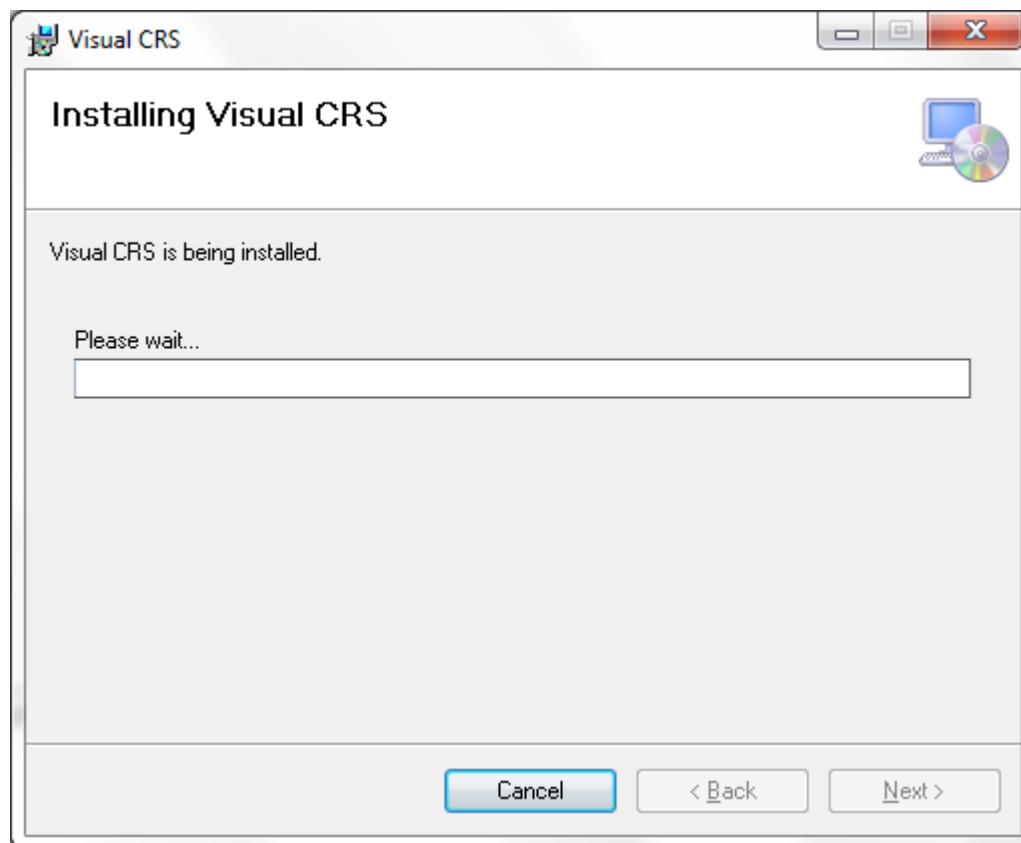 Visual CRS
Installing Visual CRS
Visual CRS is being installed.
Please wait...
Cancel
< Back
Next >